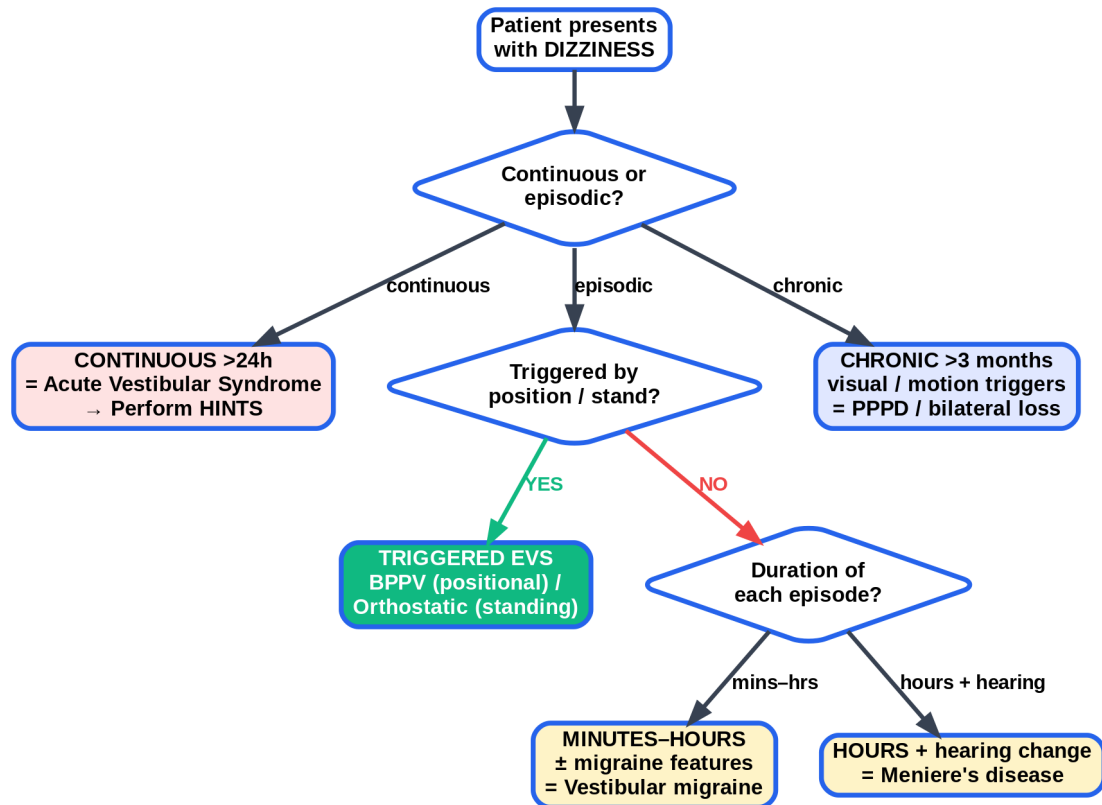 Patient presents
with DIZZINESS
Continuous or
episodic?
continuous
episodic
chronic
CONTINUOUS >24h
= Acute Vestibular Syndrome
→ Perform HINTS
Triggered by
position / stand?
CHRONIC >3 months
visual / motion triggers
= PPPD / bilateral loss
YES
NO
TRIGGERED EVS
BPPV (positional) /
Orthostatic (standing)
Duration of
each episode?
mins–hrs
hours + hearing
MINUTES–HOURS
± migraine features
= Vestibular migraine
HOURS + hearing change
= Meniere's disease